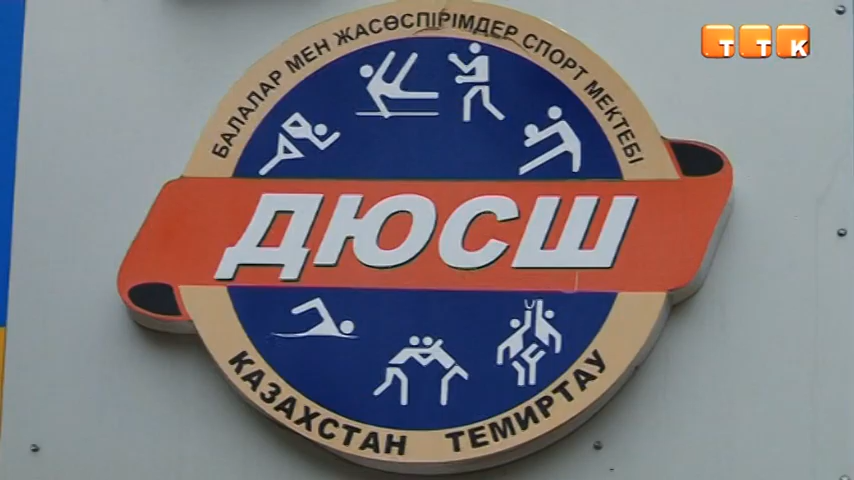 ТТК
БАЛАЛАР МЕН ЖАСӨСПІРІМДЕР СПОРТ МЕКТЕБІ
ДЮСШ
КАЗАХСТАН ТЕМИРТАУ